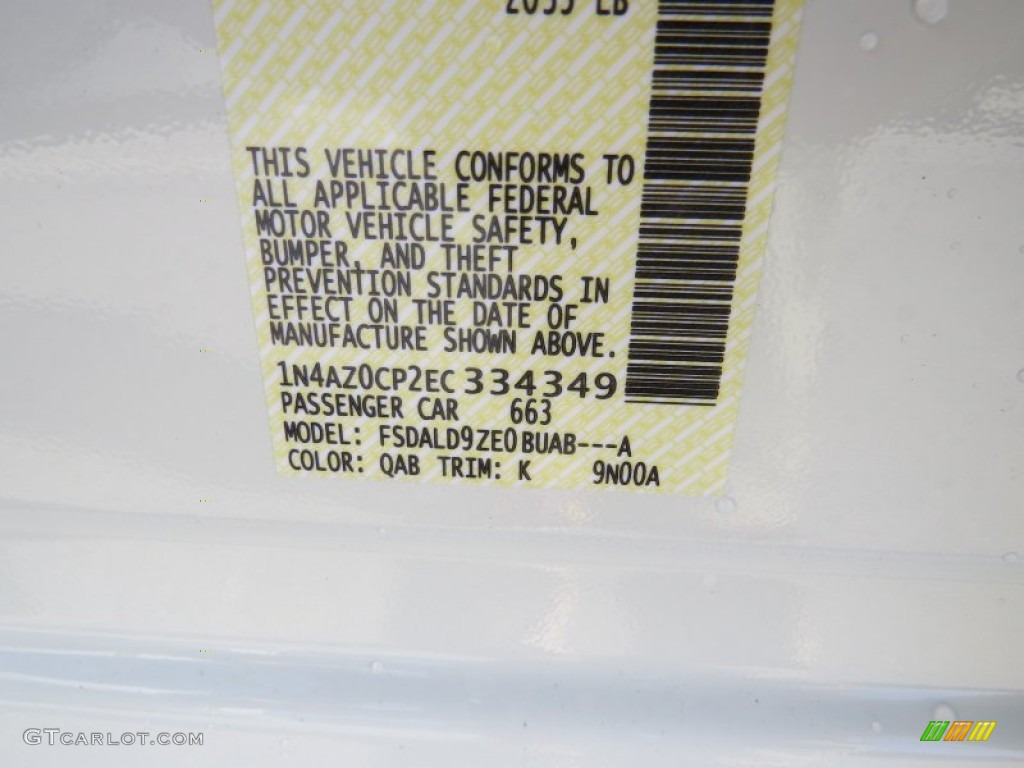 THIS VEHICLE CONFORMS TO
ALL APPLICABLE FEDERAL
MOTOR VEHICLE SAFETY,
BUMPER, AND THEFT
PREVENTION STANDARDS IN
EFFECT ON THE DATE OF
MANUFACTURE SHOWN ABOVE.
1N4AZ0CP2EC334349
PASSENGER CAR 663
MODEL: FSDALD9ZE0BUAB---A
COLOR: QAB TRIM: K 9N00A
GTCARLOT.COM